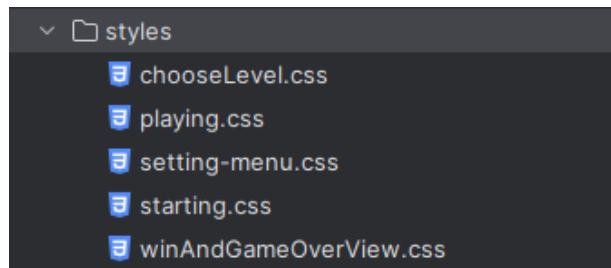 styles
chooseLevel.css
playing.css
setting-menu.css
starting.css
winAndGameOverView.css